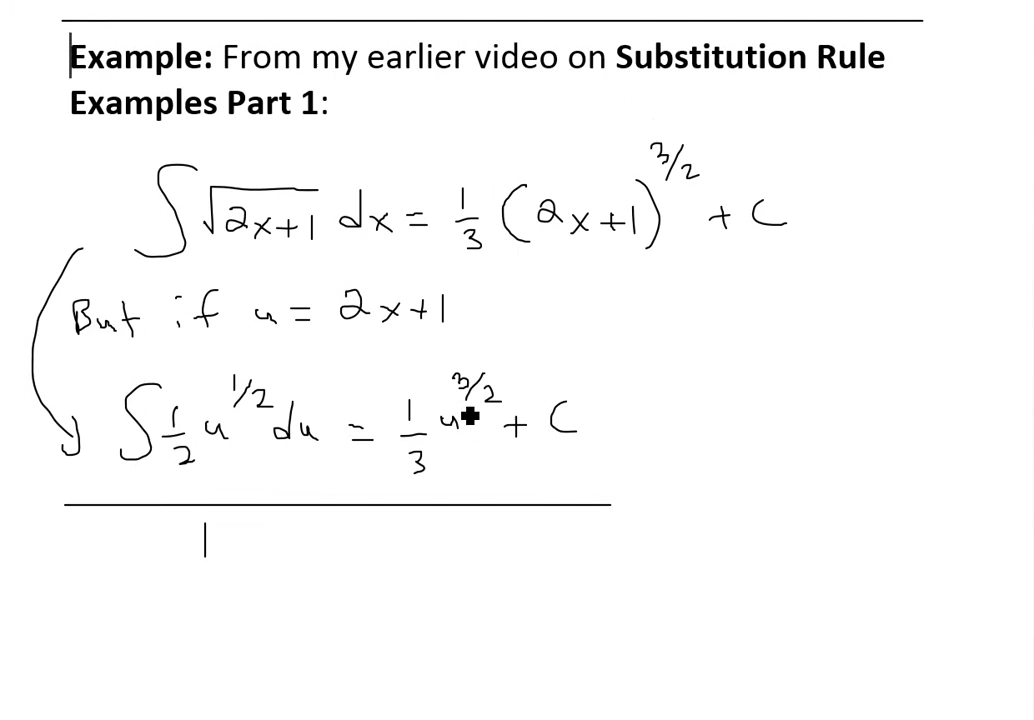 Example: From my earlier video on Substitution Rule
Examples Part 1:
∫ √(2x+1) dx = 1/3 (2x+1)^(3/2) + C
But if u = 2x+1
∫ 1/2 u^(1/2) du = 1/3 u^(3/2) + C